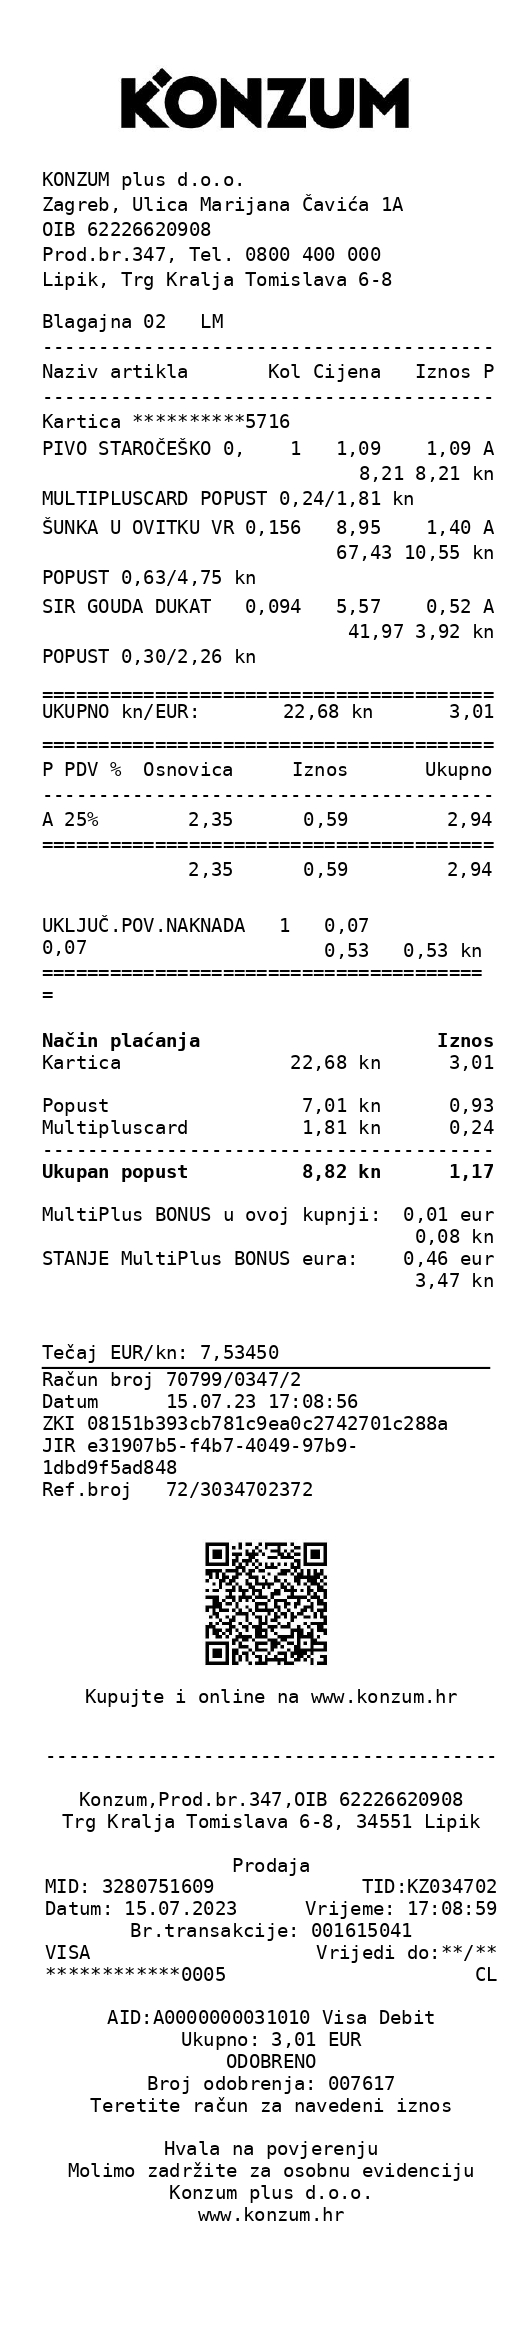 KONZUM
KONZUM plus d.o.o.
Zagreb, Ulica Marijana Čavića 1A
OIB 62226620908
Prod.br.347, Tel. 0800 400 000
Lipik, Trg Kralja Tomislava 6-8
Blagajna 02   LM
----------------------------------------
Naziv artikla       Kol Cijena   Iznos P
----------------------------------------
Kartica **********5716
PIVO STAROČEŠKO 0,    1   1,09    1,09 A
8,21 8,21 kn
MULTIPLUSCARD POPUST 0,24/1,81 kn
ŠUNKA U OVITKU VR 0,156   8,95    1,40 A
67,43 10,55 kn
POPUST 0,63/4,75 kn
SIR GOUDA DUKAT   0,094   5,57    0,52 A
41,97 3,92 kn
POPUST 0,30/2,26 kn
========================================
UKUPNO kn/EUR:       22,68 kn       3,01
========================================
P PDV %  Osnovica     Iznos       Ukupno
----------------------------------------
A 25%        2,35      0,59         2,94
========================================
2,35      0,59         2,94
UKLJUČ.POV.NAKNADA   1   0,07
0,07                     0,53   0,53 kn
=======================================
=
Način plaćanja                     Iznos
Kartica               22,68 kn      3,01
Popust                 7,01 kn      0,93
Multipluscard          1,81 kn      0,24
----------------------------------------
Ukupan popust          8,82 kn      1,17
MultiPlus BONUS u ovoj kupnji:  0,01 eur
0,08 kn
STANJE MultiPlus BONUS eura:    0,46 eur
3,47 kn
Tečaj EUR/kn: 7,53450
Račun broj 70799/0347/2
Datum      15.07.23 17:08:56
ZKI 08151b393cb781c9ea0c2742701c288a
JIR e31907b5-f4b7-4049-97b9-
1dbd9f5ad848
Ref.broj   72/3034702372
Kupujte i online na www.konzum.hr
----------------------------------------
Konzum,Prod.br.347,OIB 62226620908
Trg Kralja Tomislava 6-8, 34551 Lipik
Prodaja
MID: 3280751609             TID:KZ034702
Datum: 15.07.2023      Vrijeme: 17:08:59
Br.transakcije: 001615041
VISA                    Vrijedi do:**/**
************0005                      CL
AID:A0000000031010 Visa Debit
Ukupno: 3,01 EUR
ODOBRENO
Broj odobrenja: 007617
Teretite račun za navedeni iznos
Hvala na povjerenju
Molimo zadržite za osobnu evidenciju
Konzum plus d.o.o.
www.konzum.hr